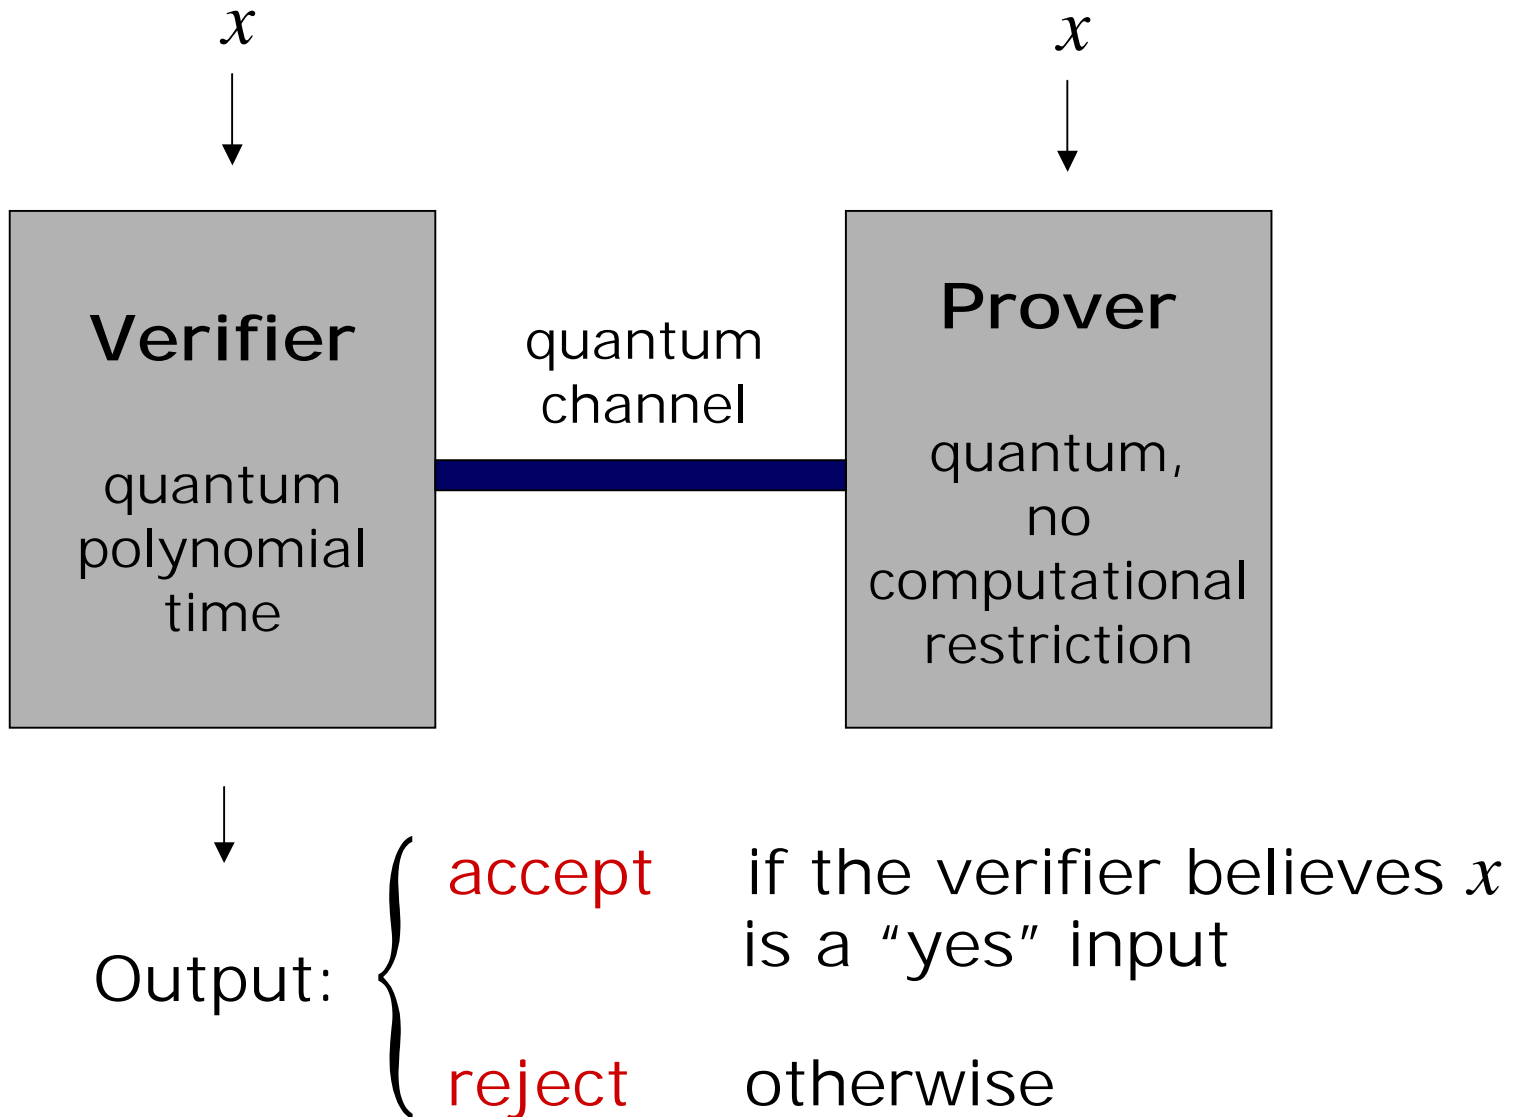 x
x
Verifier
quantum
polynomial
time
quantum
channel
Prover
quantum,
no
computational
restriction
Output:
accept if the verifier believes x
is a “yes” input
reject otherwise